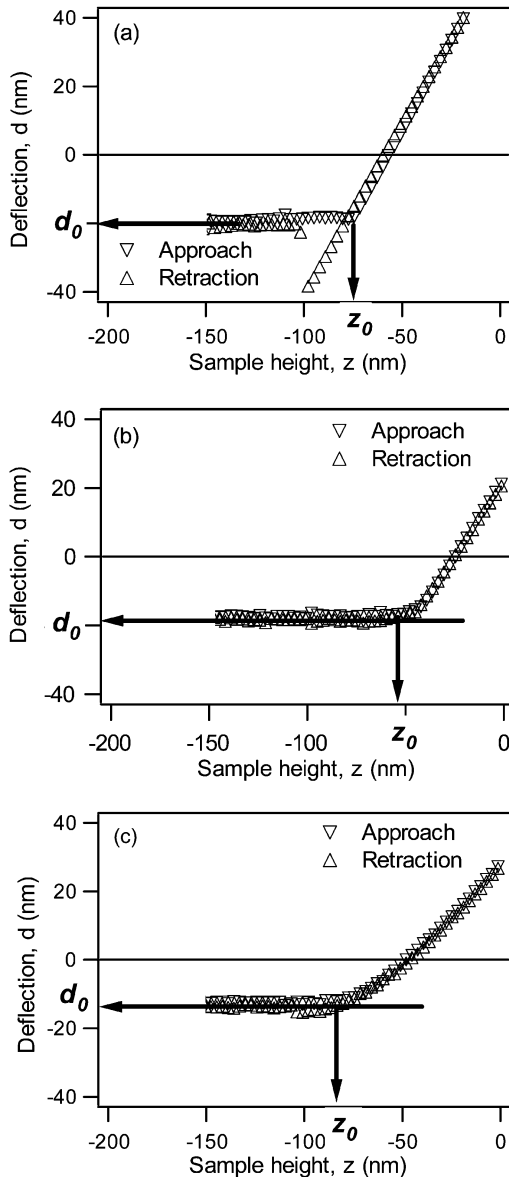 (a)
Deflection, d (nm)
40
20
0
-20
-40
d0
▽ Approach
△ Retraction
z0
-200
-150
-100
-50
0
Sample height, z (nm)
(b)
Deflection, d (nm)
40
20
0
-20
-40
▽ Approach
△ Retraction
d0
z0
-200
-150
-100
-50
0
Sample height, z (nm)
(c)
Deflection, d (nm)
40
20
0
-20
-40
▽ Approach
△ Retraction
d0
z0
-200
-150
-100
-50
0
Sample height, z (nm)